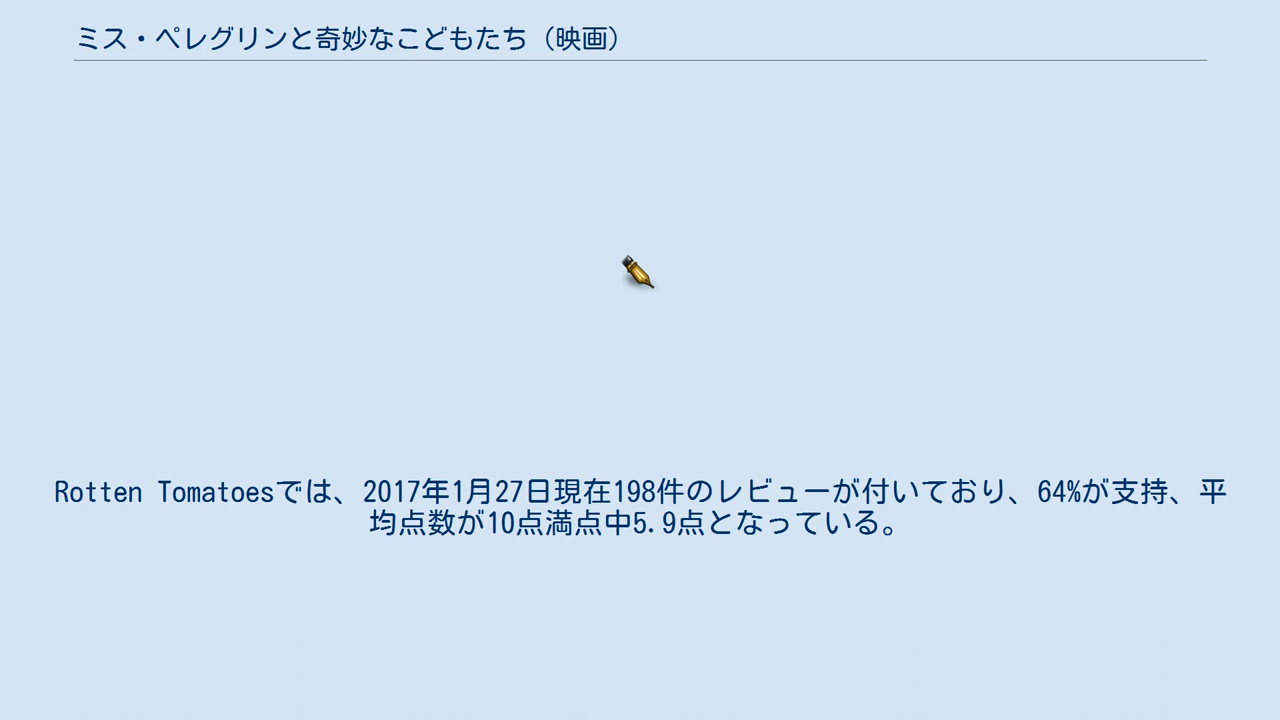 ミス・ペレグリンと奇妙なこどもたち（映画）
Rotten Tomatoesでは、2017年1月27日現在198件のレビューが付いており、64%が支持、平
均点数が10点満点中5.9点となっている。